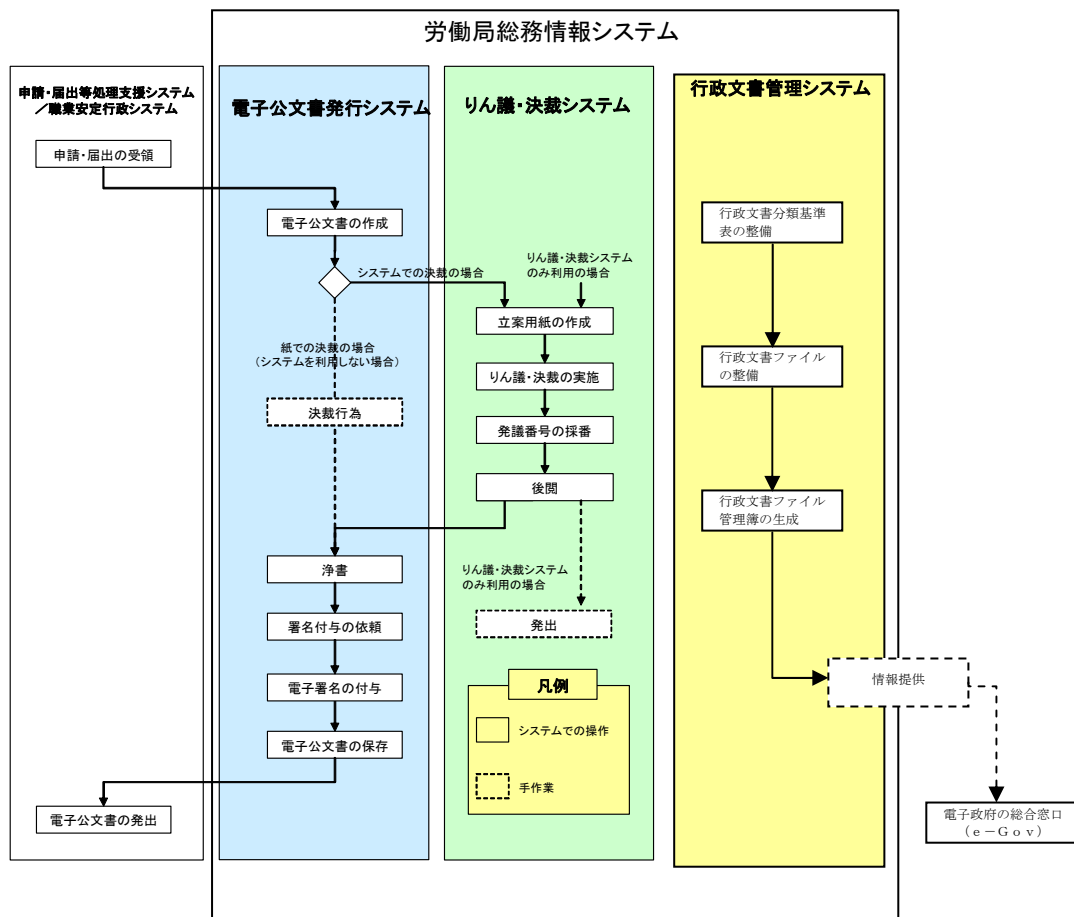 労働局総務情報システム
申請・届出等処理支援システム
／職業安定行政システム
申請・届出の受領
電子公文書の発出
電子公文書発行システム
電子公文書の作成
システムでの決裁の場合
紙での決裁の場合
（システムを利用しない場合）
決裁行為
浄書
署名付与の依頼
電子署名の付与
電子公文書の保存
りん議・決裁システム
りん議・決裁システム
のみ利用の場合
立案用紙の作成
りん議・決裁の実施
発議番号の採番
後閲
りん議・決裁システム
のみ利用の場合
発出
凡例
システムでの操作
手作業
行政文書管理システム
行政文書分類基準
表の整備
行政文書ファイル
の整備
行政文書ファイル
管理簿の生成
情報提供
電子政府の総合窓口
（ｅ－Ｇｏｖ）